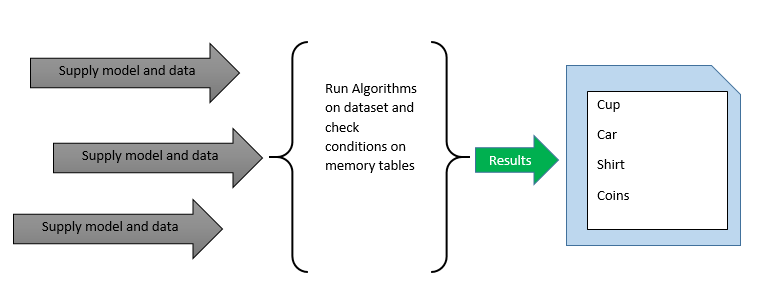 Supply model and data
Supply model and data
Supply model and data
Run Algorithms
on dataset and
check
conditions on
memory tables
Results
Cup
Car
Shirt
Coins